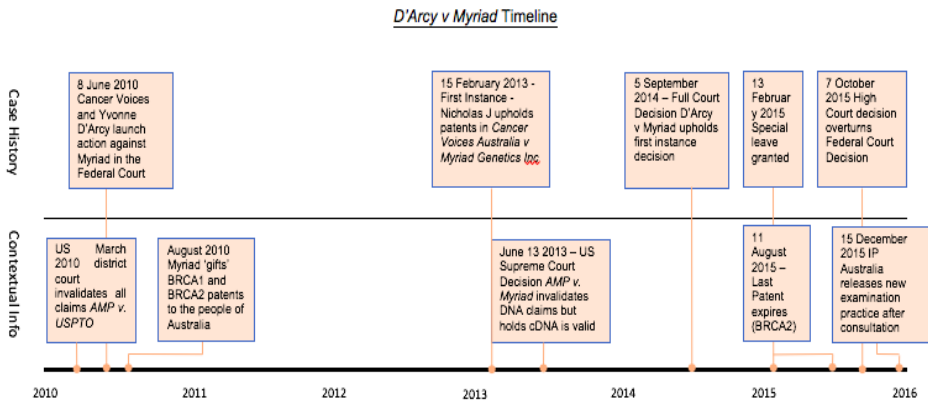 D'Arcy v Myriad Timeline
Case History
8 June 2010
Cancer Voices
and Yvonne
D'Arcy launch
action against
Myriad in the
Federal Court
15 February 2013 -
First Instance -
Nicholas J upholds
patents in Cancer
Voices Australia v
Myriad Genetics Inc
5 September
2014 – Full Court
Decision D'Arcy
v Myriad upholds
first instance
decision
13
Februar
y 2015
Special
leave
granted
7 October
2015 High
Court decision
overturns
Federal Court
Decision
Contextual Info
US March
2010 district
court
invalidates all
claims AMP v.
USPTO
August 2010
Myriad 'gifts'
BRCA1 and
BRCA2 patents
to the people of
Australia
June 13 2013 – US
Supreme Court
Decision AMP v.
Myriad invalidates
DNA claims but
holds cDNA is valid
11
August
2015 –
Last
Patent
expires
(BRCA2)
15 December
2015 IP
Australia
releases new
examination
practice after
consultation
2010 2011 2012 2013 2014 2015 2016